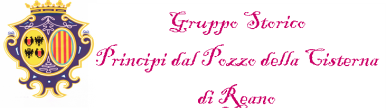 Gruppo Storico
Principi dal Pozzo della Cisterna
di Reano